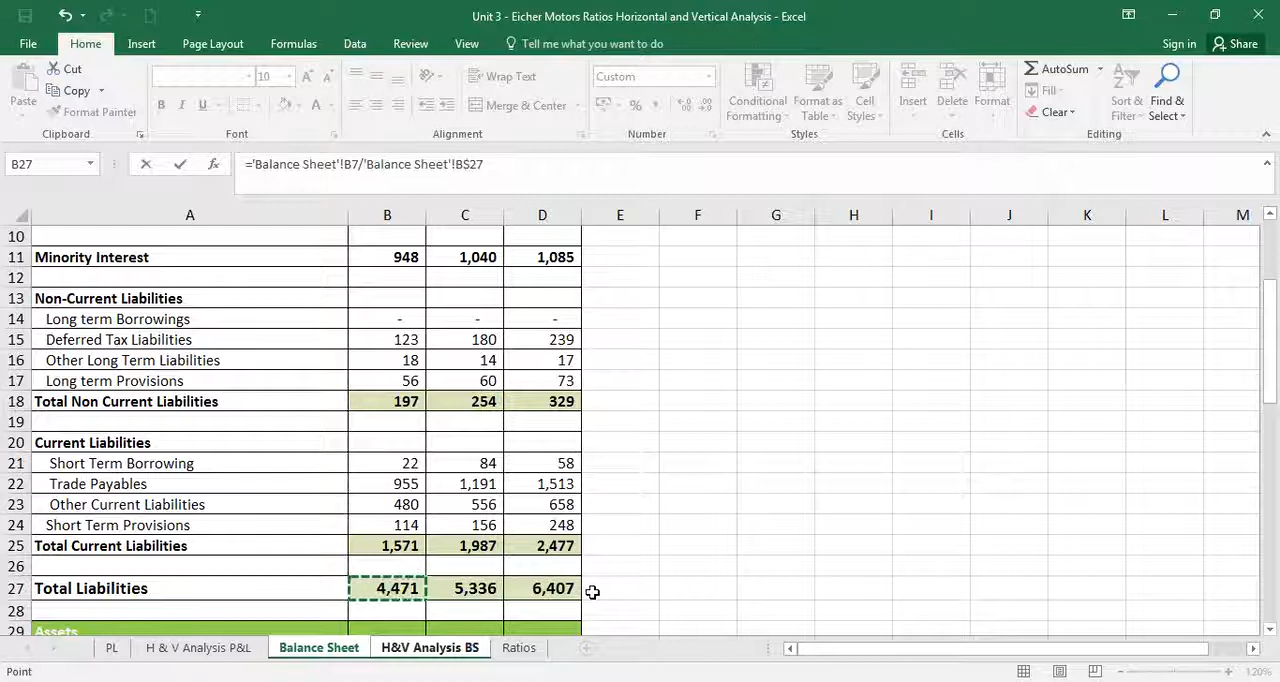 Unit 3 - Eicher Motors Ratios Horizontal and Vertical Analysis - Excel
File Home Insert Page Layout Formulas Data Review View Tell me what you want to do Sign in Share
Cut
Copy
Format Painter
Paste
10
Wrap Text
Merge & Center
Custom
Conditional Formatting
Format as Table
Cell Styles
Insert Delete Format
AutoSum
Fill
Clear
Sort & Filter
Find & Select
Clipboard Font Alignment Number Styles Cells Editing
B27 ='Balance Sheet'!B7/'Balance Sheet'!B$27
A B C D E F G H I J K L M
10
11 Minority Interest 948 1,040 1,085
12
13 Non-Current Liabilities
14 Long term Borrowings - - -
15 Deferred Tax Liabilities 123 180 239
16 Other Long Term Liabilities 18 14 17
17 Long term Provisions 56 60 73
18 Total Non Current Liabilities 197 254 329
19
20 Current Liabilities
21 Short Term Borrowing 22 84 58
22 Trade Payables 955 1,191 1,513
23 Other Current Liabilities 480 556 658
24 Short Term Provisions 114 156 248
25 Total Current Liabilities 1,571 1,987 2,477
26
27 Total Liabilities 4,471 5,336 6,407
28
29 Assets
PL H & V Analysis P&L Balance Sheet H&V Analysis BS Ratios
Point 120%